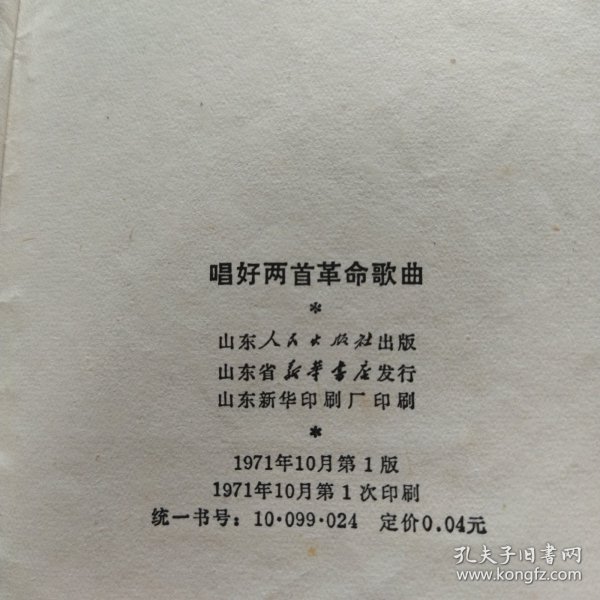 唱好两首革命歌曲
*
山东人民出版社出版
山东省新华书店发行
山东新华印刷厂印刷
*
1971年10月第1版
1971年10月第1次印刷
统一书号：10·099·024 定价0.04元
孔夫子旧书网
www.kongfz.com